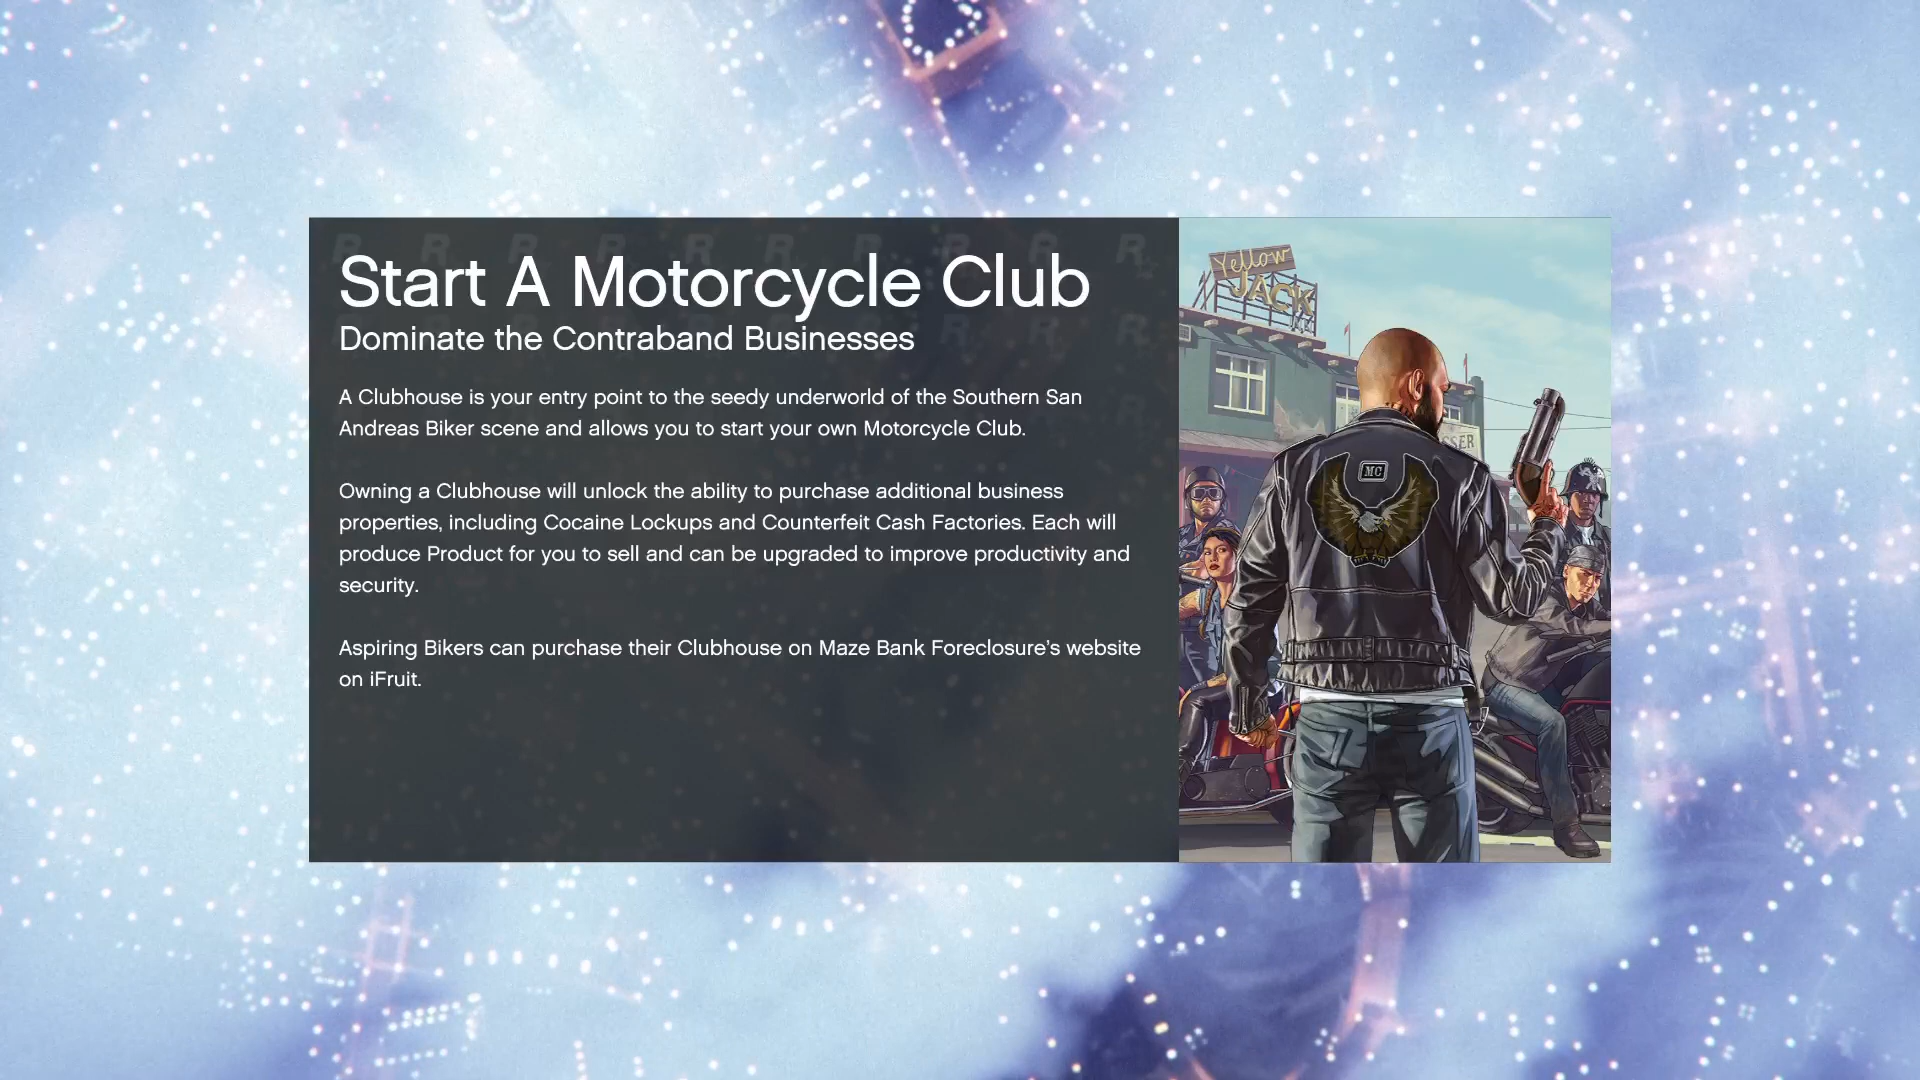 Start A Motorcycle Club
Dominate the Contraband Businesses
A Clubhouse is your entry point to the seedy underworld of the Southern San
Andreas Biker scene and allows you to start your own Motorcycle Club.
Owning a Clubhouse will unlock the ability to purchase additional business
properties, including Cocaine Lockups and Counterfeit Cash Factories. Each will
produce Product for you to sell and can be upgraded to improve productivity and
security.
Aspiring Bikers can purchase their Clubhouse on Maze Bank Foreclosure's website
on iFruit.
Yellow
JACK
MC